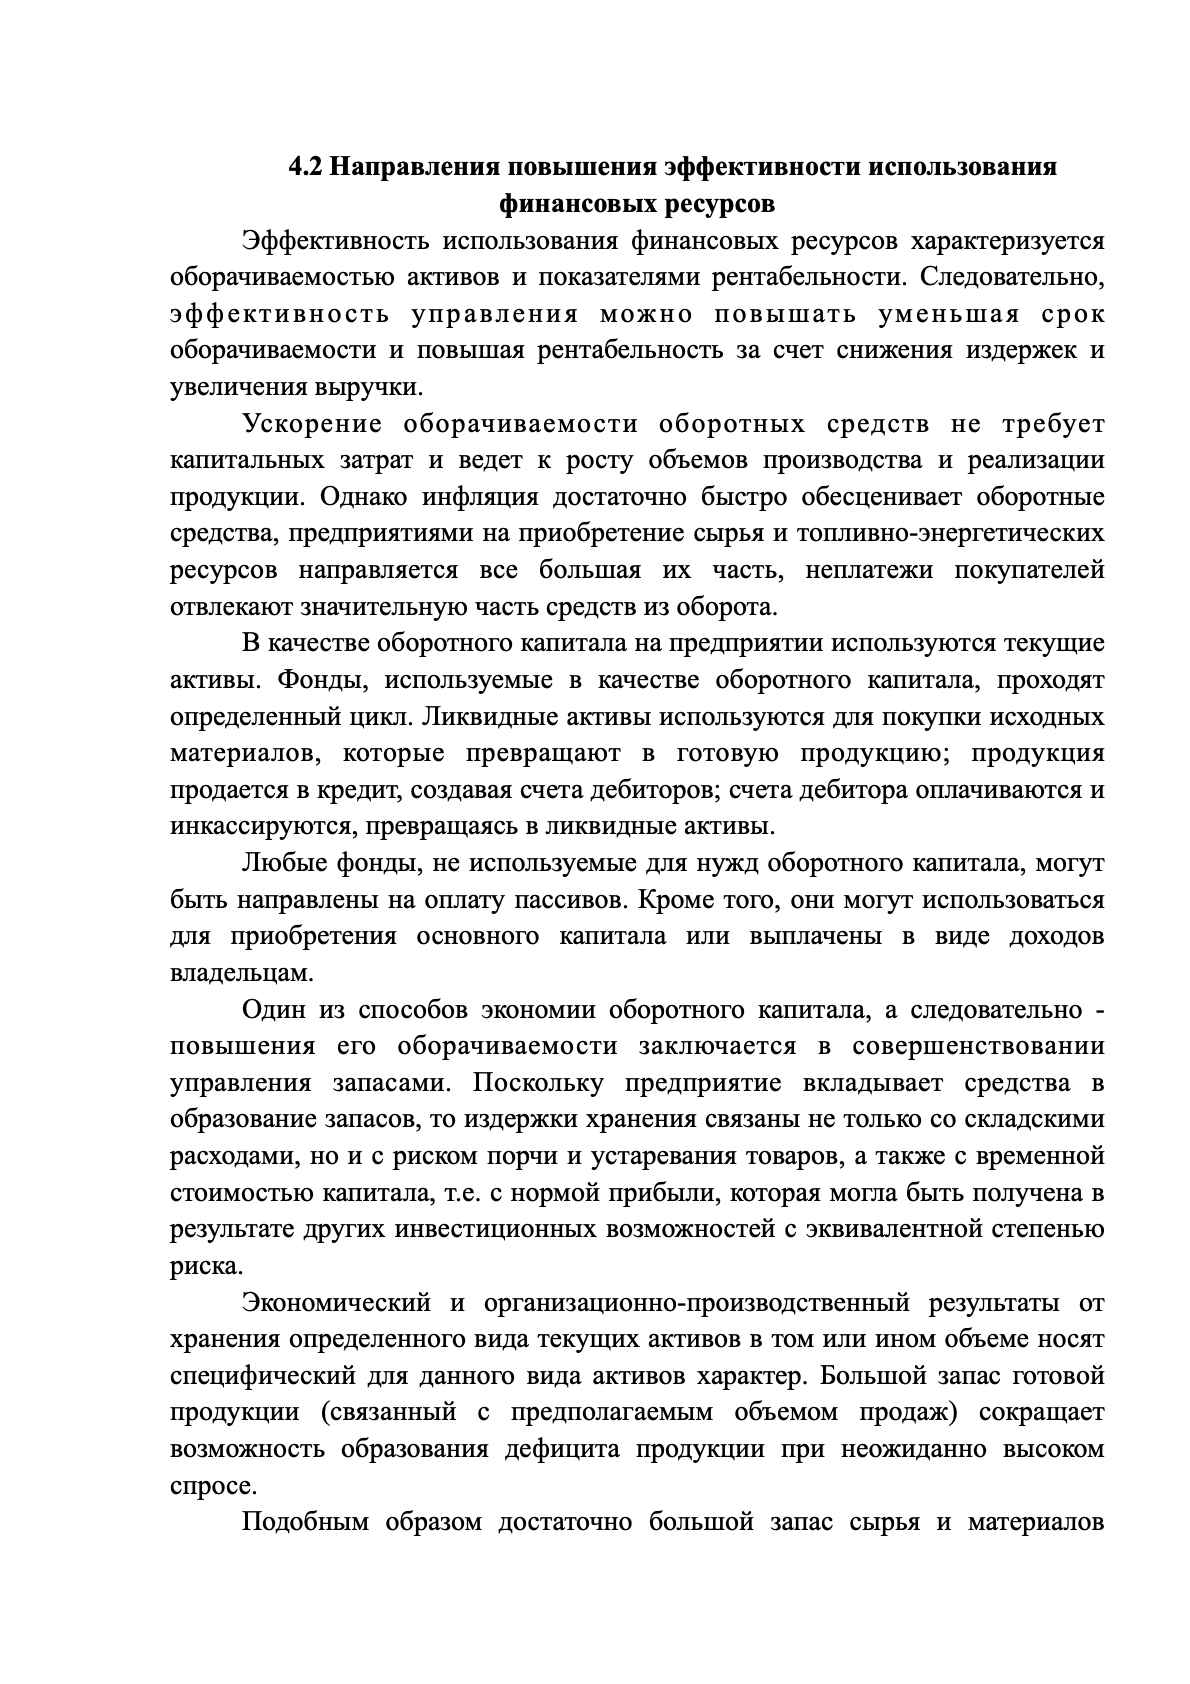 4.2 Направления повышения эффективности использования
финансовых ресурсов
Эффективность использования финансовых ресурсов характеризуется
оборачиваемостью активов и показателями рентабельности. Следовательно,
эффективность управления можно повышать уменьшая срок
оборачиваемости и повышая рентабельность за счет снижения издержек и
увеличения выручки.
Ускорение оборачиваемости оборотных средств не требует
капитальных затрат и ведет к росту объемов производства и реализации
продукции. Однако инфляция достаточно быстро обесценивает оборотные
средства, предприятиями на приобретение сырья и топливно-энергетических
ресурсов направляется все большая их часть, неплатежи покупателей
отвлекают значительную часть средств из оборота.
В качестве оборотного капитала на предприятии используются текущие
активы. Фонды, используемые в качестве оборотного капитала, проходят
определенный цикл. Ликвидные активы используются для покупки исходных
материалов, которые превращают в готовую продукцию; продукция
продается в кредит, создавая счета дебиторов; счета дебитора оплачиваются и
инкассируются, превращаясь в ликвидные активы.
Любые фонды, не используемые для нужд оборотного капитала, могут
быть направлены на оплату пассивов. Кроме того, они могут использоваться
для приобретения основного капитала или выплачены в виде доходов
владельцам.
Один из способов экономии оборотного капитала, а следовательно -
повышения его оборачиваемости заключается в совершенствовании
управления запасами. Поскольку предприятие вкладывает средства в
образование запасов, то издержки хранения связаны не только со складскими
расходами, но и с риском порчи и устаревания товаров, а также с временной
стоимостью капитала, т.е. с нормой прибыли, которая могла быть получена в
результате других инвестиционных возможностей с эквивалентной степенью
риска.
Экономический и организационно-производственный результаты от
хранения определенного вида текущих активов в том или ином объеме носят
специфический для данного вида активов характер. Большой запас готовой
продукции (связанный с предполагаемым объемом продаж) сокращает
возможность образования дефицита продукции при неожиданно высоком
спросе.
Подобным образом достаточно большой запас сырья и материалов